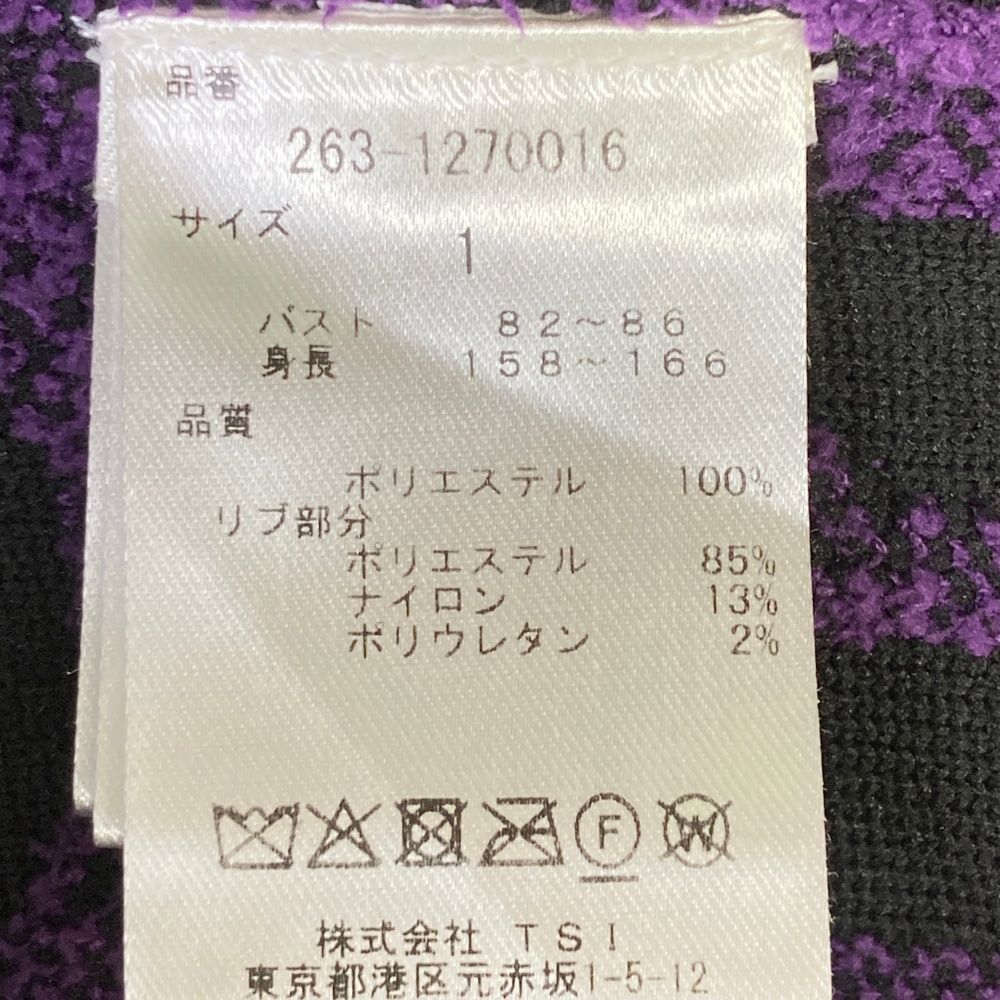 品番
263-1270016
サイズ
1
バスト 82～86
身長 158～166
品質
ポリエステル 100%
リブ部分
ポリエステル 85%
ナイロン 13%
ポリウレタン 2%
F W
株式会社 TSI
東京都港区元赤坂1-5-12